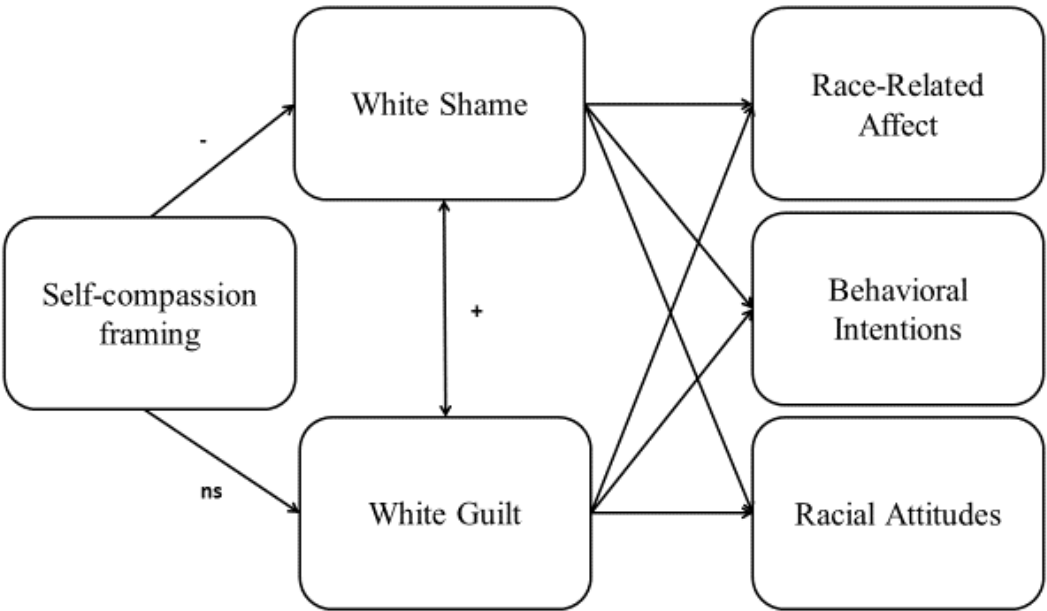 White Shame
Race-Related
Affect
-
Self-compassion
framing
+
Behavioral
Intentions
ns
White Guilt
Racial Attitudes